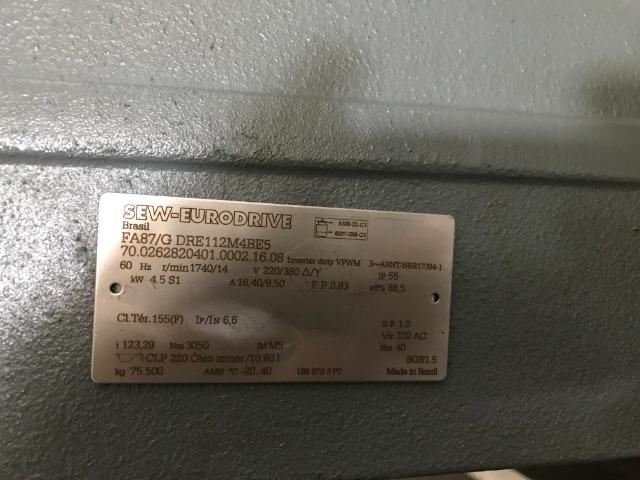 SEW-EURODRIVE
Brasil
FA87/G DRE112M4BE5
70.0262820401.0002.16.08 Inverter duty VPWM 3~ABNT-NBR17094-1
60 Hz r/min 1740/14 V 220/380 Δ/Y IP 55
kW 4.5 S1 A 16,40/9,50 F.P. 0.83 eff% 88,5
Cl.Tér. 155(F) IP/IN 6,6 S.F. 1.0
Vfr 220 AC
i 123,29 Nm 3050 IM M5 Nm 40
CLP 220 Óleo miner/10,80 l BGE1.5
kg 75.500 AMB °C -20..40 188 670 3 PT Made in Brazil